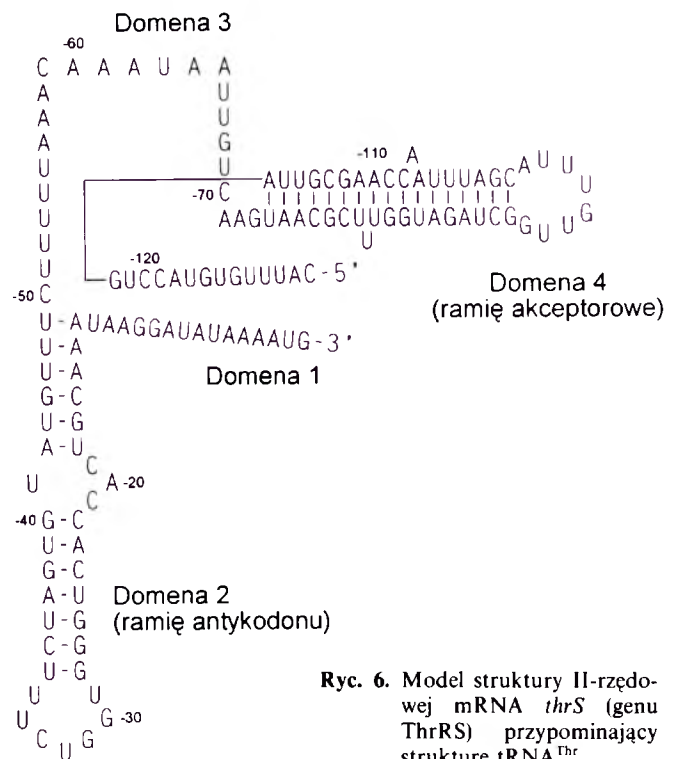 Domena 3
-60
C A A A U A A
A U
A U
A G
U U
-70 C
U
U
U
U
-50 C
-110 A
AUUGCGAACCAUUUAGC A U U U G U U G
AAGUAACGCUUGGUAGAUCG
U
-120
GUCCAUGUGUUUAC-5'
Domena 4
(ramię akceptorowe)
U-AUAAGGAUAUAAAAUG-3'
U-A
U-A
G-C
U-G
A-U
Domena 1
C
U A -20
C
-40 G-C
U-A
G-C
A-U
U-G
C-G
U-G
Domena 2
(ramię antykodonu)
U U
U G -30
C U G
Ryc. 6. Model struktury II-rzędo-
wej mRNA thrS (genu
ThrRS) przypominający
strukturę tRNAThr